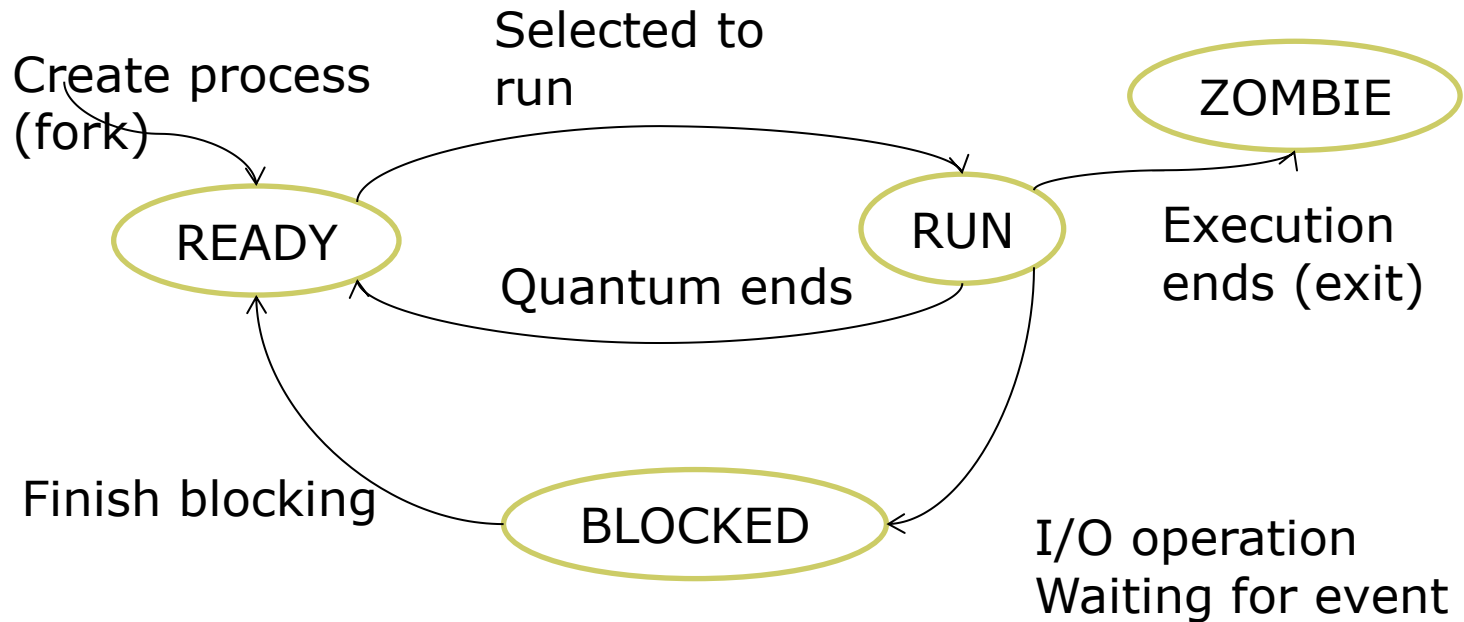 Selected to
run
Create process
(fork)
ZOMBIE
READY
RUN
Execution
ends (exit)
Quantum ends
Finish blocking
BLOCKED
I/O operation
Waiting for event